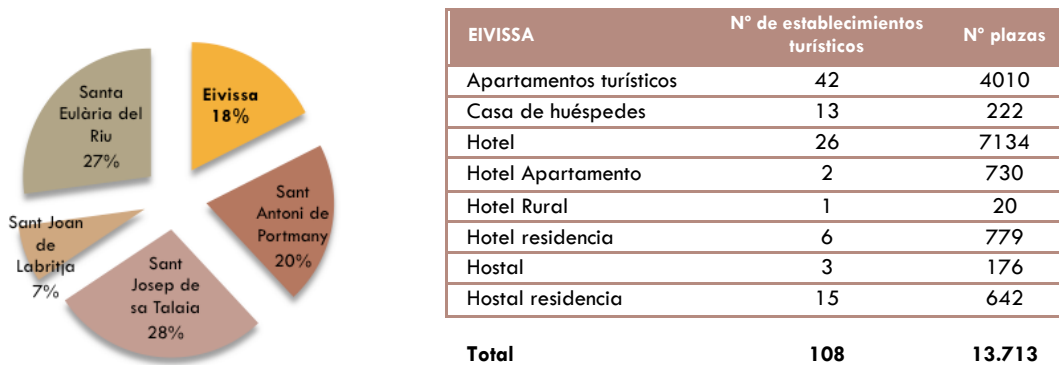 Eivissa
18%
Sant
Antoni de
Portmany
20%
Sant
Josep de
sa Talaia
28%
Sant Joan
de
Labritja
7%
Santa
Eulària del
Riu
27%
EIVISSA Nº de establecimientos turísticos Nº plazas
Apartamentos turísticos 42 4010
Casa de huéspedes 13 222
Hotel 26 7134
Hotel Apartamento 2 730
Hotel Rural 1 20
Hotel residencia 6 779
Hostal 3 176
Hostal residencia 15 642
Total 108 13.713